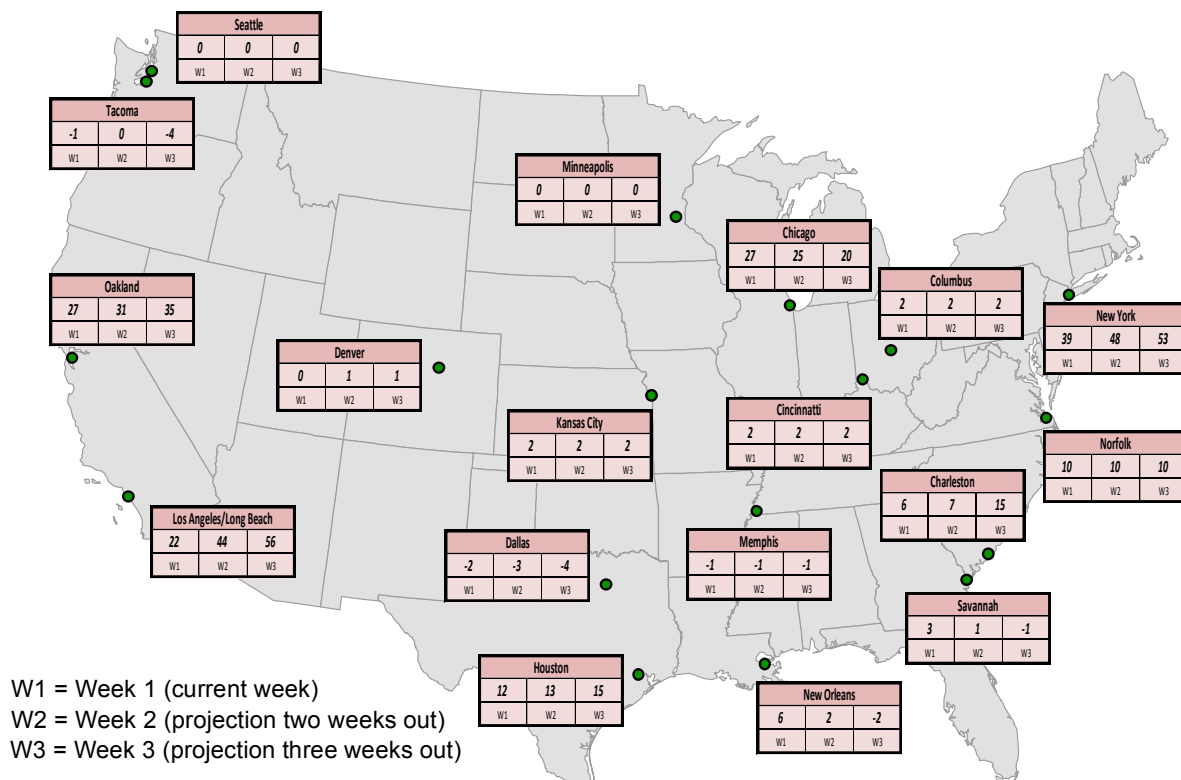 Seattle
0 0 0
W1 W2 W3
Tacoma
-1 0 -4
W1 W2 W3
Minneapolis
0 0 0
W1 W2 W3
Chicago
27 25 20
W1 W2 W3
Columbus
2 2 2
W1 W2 W3
Oakland
27 31 35
W1 W2 W3
New York
39 48 53
W1 W2 W3
Denver
0 1 1
W1 W2 W3
Kansas City
2 2 2
W1 W2 W3
Cincinnatti
2 2 2
W1 W2 W3
Norfolk
10 10 10
W1 W2 W3
Charleston
6 7 15
W1 W2 W3
Los Angeles/Long Beach
22 44 56
W1 W2 W3
Dallas
-2 -3 -4
W1 W2 W3
Memphis
-1 -1 -1
W1 W2 W3
Savannah
3 1 -1
W1 W2 W3
Houston
12 13 15
W1 W2 W3
New Orleans
6 2 -2
W1 W2 W3
W1 = Week 1 (current week)
W2 = Week 2 (projection two weeks out)
W3 = Week 3 (projection three weeks out)